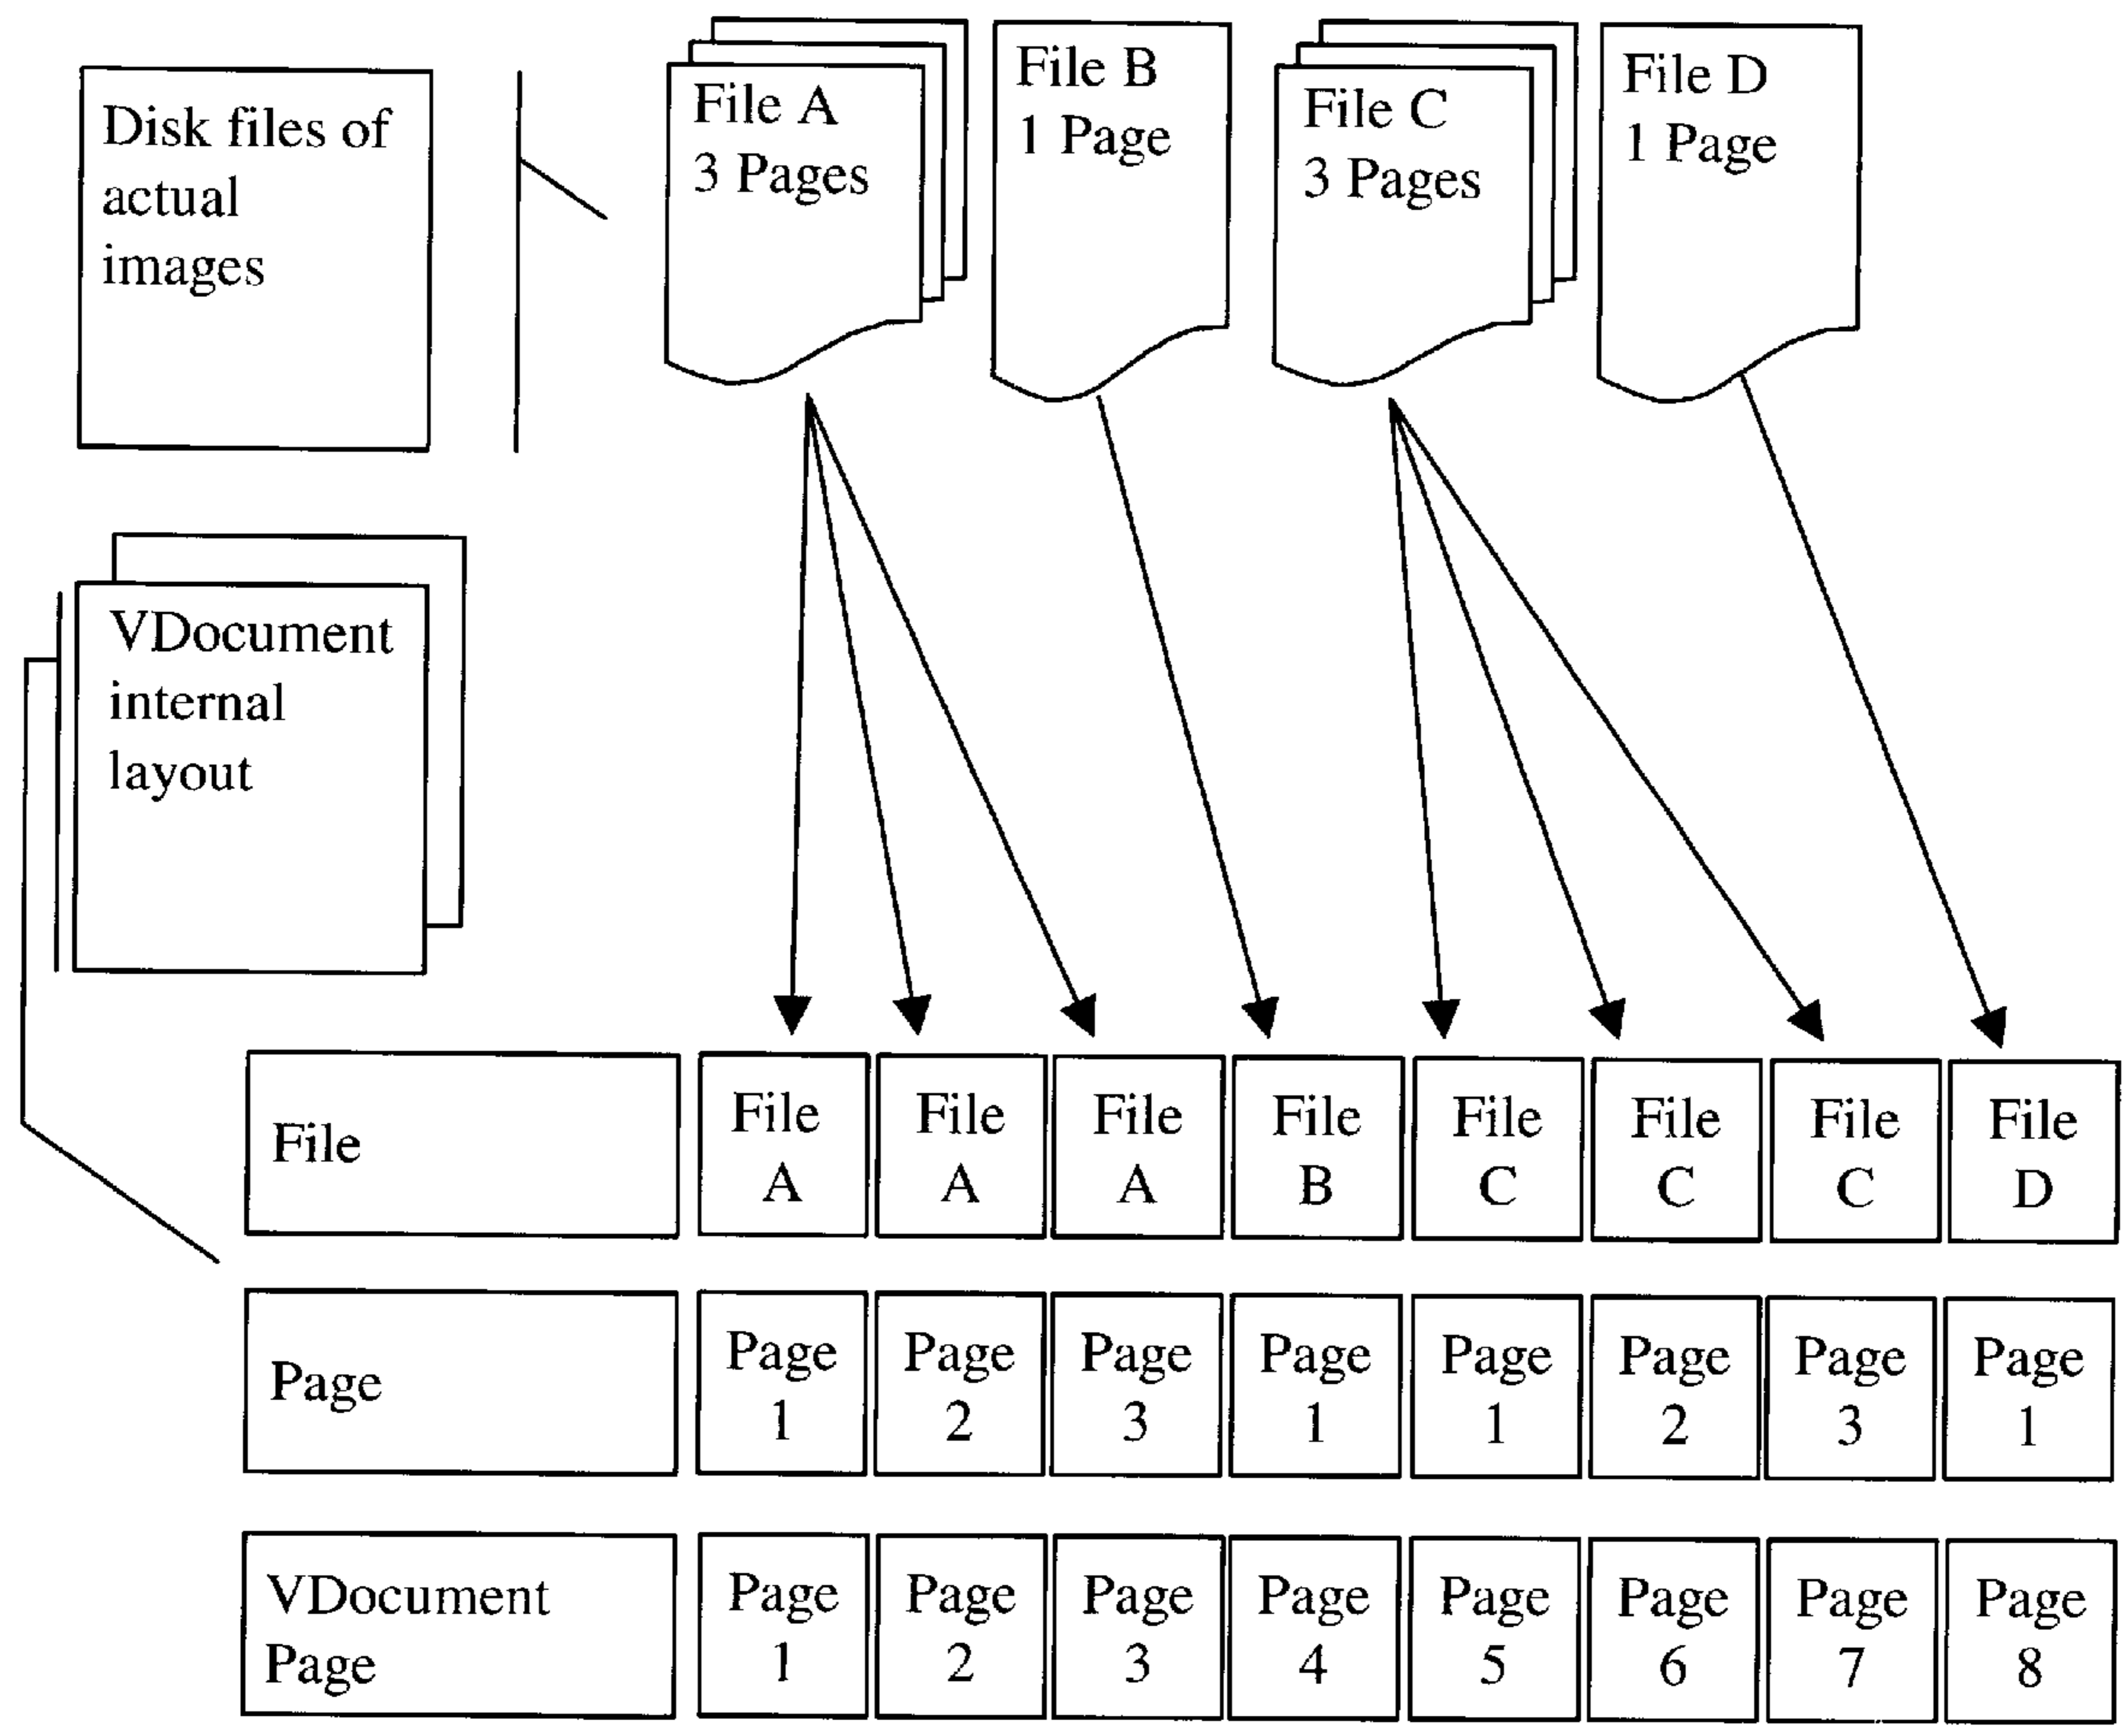 Disk files of
actual
images
File A
3 Pages
File B
1 Page
File C
3 Pages
File D
1 Page
VDocument
internal
layout
File
File
A
File
A
File
A
File
B
File
C
File
C
File
C
File
D
Page
Page
1
Page
2
Page
3
Page
1
Page
1
Page
2
Page
3
Page
1
VDocument
Page
Page
1
Page
2
Page
3
Page
4
Page
5
Page
6
Page
7
Page
8